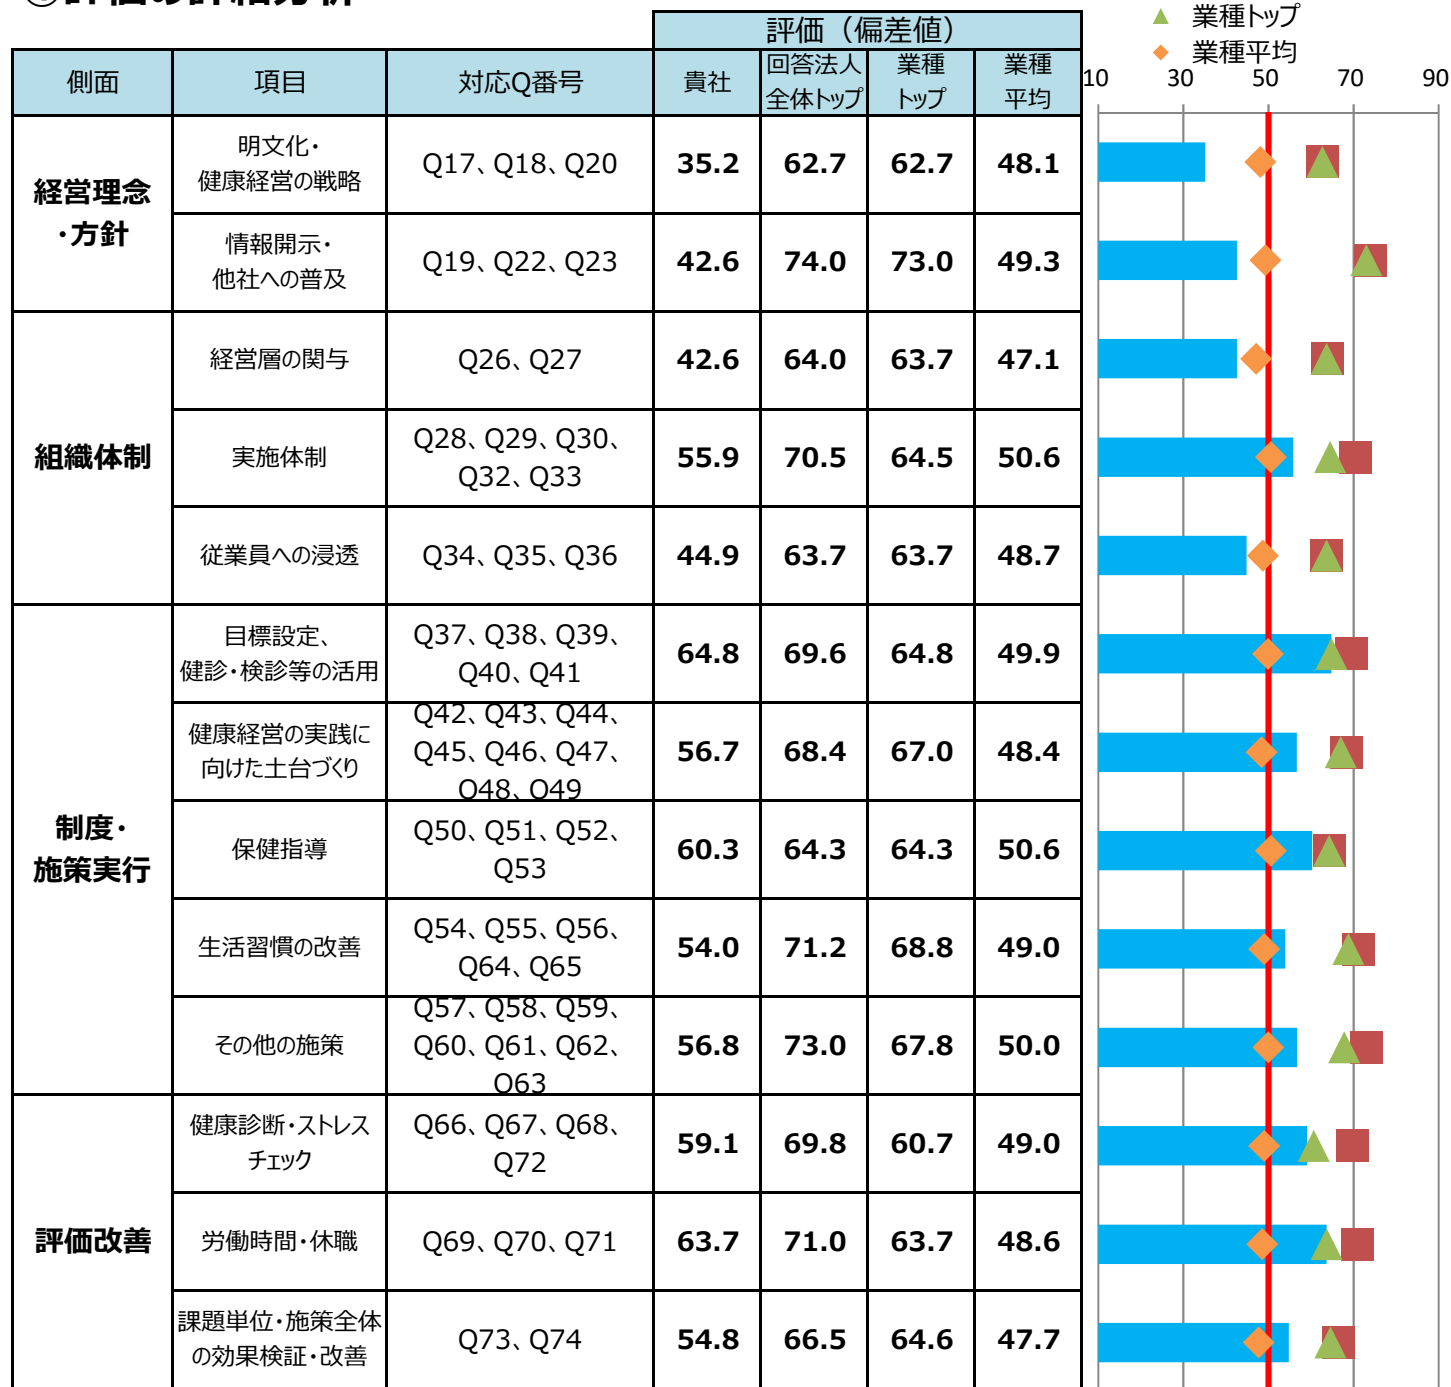 評価(偏差値)
▲ 業種トップ
◆ 業種平均
側面 項目 対応Q番号 貴社 回答法人 業種 業種
全体トップ トップ 平均
10 30 50 70 90
経営理念
・方針
明文化・
健康経営の戦略
Q17、Q18、Q20 35.2 62.7 62.7 48.1
情報開示・
他社への普及
Q19、Q22、Q23 42.6 74.0 73.0 49.3
組織体制
経営層の関与 Q26、Q27 42.6 64.0 63.7 47.1
実施体制
Q28、Q29、Q30、
Q32、Q33
55.9 70.5 64.5 50.6
従業員への浸透 Q34、Q35、Q36 44.9 63.7 63.7 48.7
制度・
施策実行
目標設定、
健診・検診等の活用
Q37、Q38、Q39、
Q40、Q41
64.8 69.6 64.8 49.9
健康経営の実践に
向けた土台づくり
Q42、Q43、Q44、
Q45、Q46、Q47、
Q48、Q49
56.7 68.4 67.0 48.4
保健指導
Q50、Q51、Q52、
Q53
60.3 64.3 64.3 50.6
生活習慣の改善
Q54、Q55、Q56、
Q64、Q65
54.0 71.2 68.8 49.0
その他の施策
Q57、Q58、Q59、
Q60、Q61、Q62、
Q63
56.8 73.0 67.8 50.0
評価改善
健康診断・ストレス
チェック
Q66、Q67、Q68、
Q72
59.1 69.8 60.7 49.0
労働時間・休職 Q69、Q70、Q71 63.7 71.0 63.7 48.6
課題単位・施策全体
の効果検証・改善
Q73、Q74 54.8 66.5 64.6 47.7